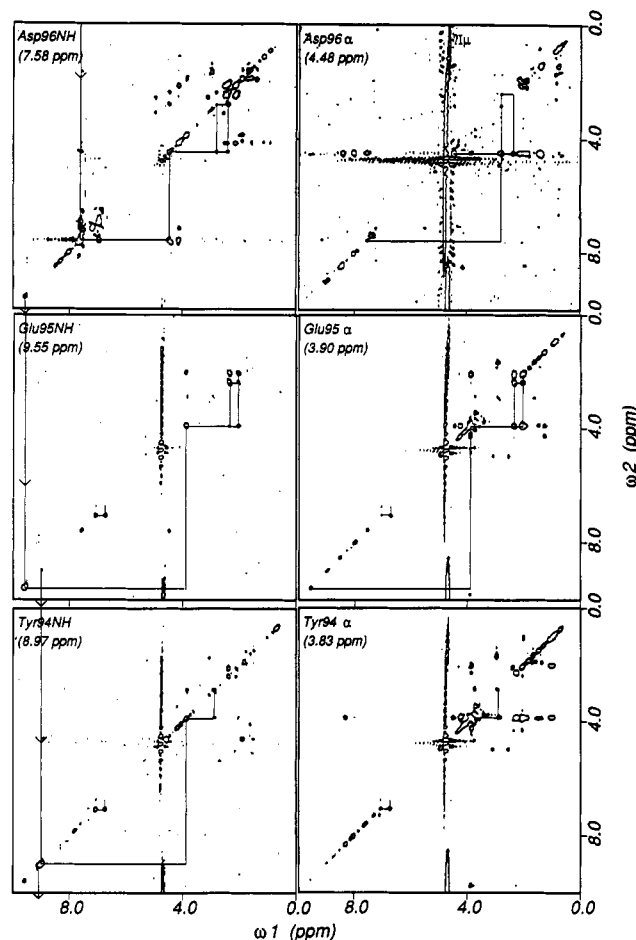 Asp96NH
(7.58 ppm)
Asp96 α
(4.48 ppm)
0.0
4.0
8.0
0.0
Glu95NH
(9.55 ppm)
Glu95 α
(3.90 ppm)
4.0
8.0
0.0
ω2 (ppm)
Tyr94NH
(8.97 ppm)
Tyr94 α
(3.83 ppm)
4.0
8.0
8.0
4.0
8.0
4.0
0.0
ω1 (ppm)